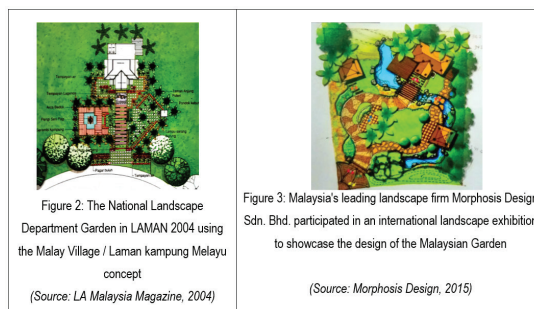 Figure 2: The National Landscape
Department Garden in LAMAN 2004 using
the Malay Village / Laman kampung Melayu
concept
(Source: LA Malaysia Magazine, 2004)
Figure 3: Malaysia's leading landscape firm Morphosis Design
Sdn. Bhd. participated in an international landscape exhibition
to showcase the design of the Malaysian Garden
(Source: Morphosis Design, 2015)